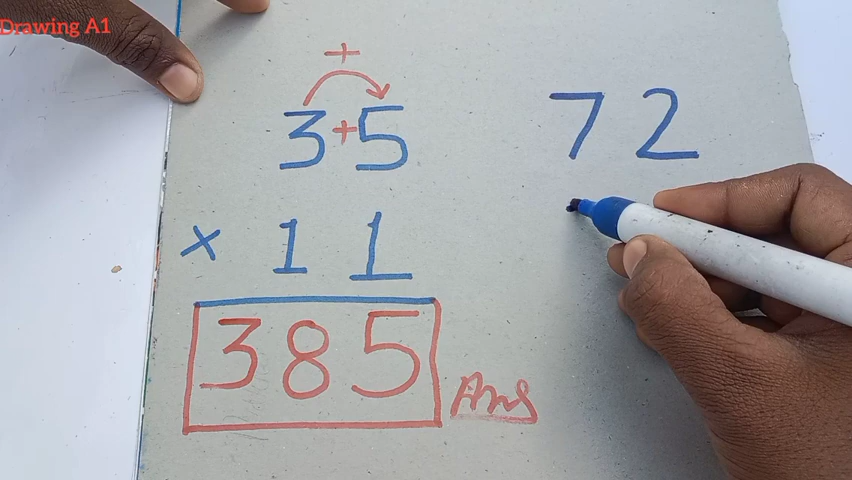 Drawing A1
+
3+5
× 11
385 Ans
72